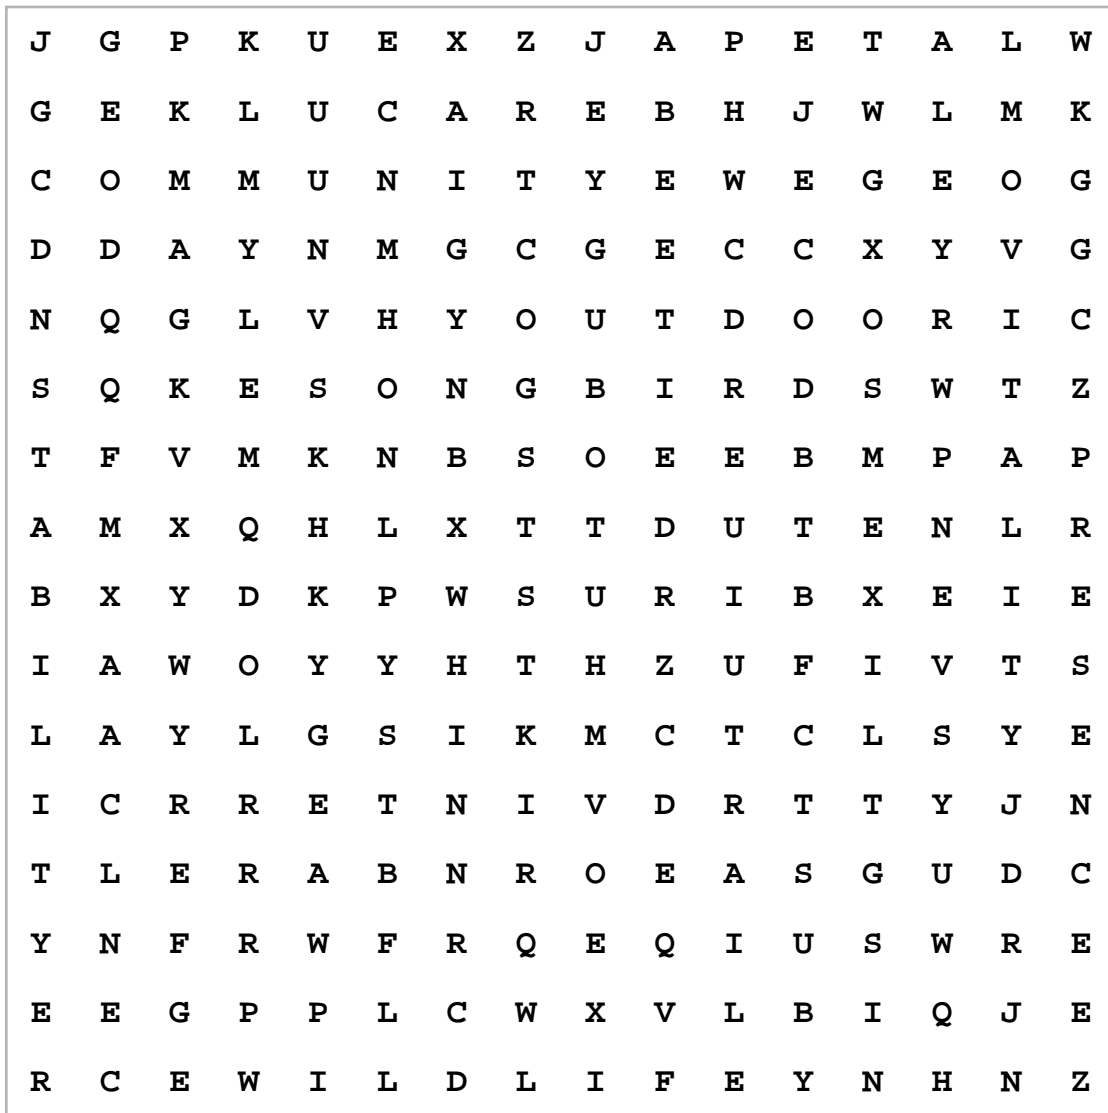 J G P K U E X Z J A P E T A L W
G E K L U C A R E B H J W L M K
C O M M U N I T Y E W E G E O G
D D A Y N M G C G E C C X Y V G
N Q G L V H Y O U T D O O R I C
S Q K E S O N G B I R D S W T Z
T F V M K N B S O E E B M P A P
A M X Q H L X T T D U T E N L R
B X Y D K P W S U R I B X E I E
I A W O Y Y H T H Z U F I V T S
L A Y L G S I K M C T C L S Y E
I C R R E T N I V D R T T Y J N
T L E R A B N R O E A S G U D C
Y N F R W F R Q E Q I U S W R E
E E G P P L C W X V L B I Q J E
R C E W I L D L I F E Y N H N Z